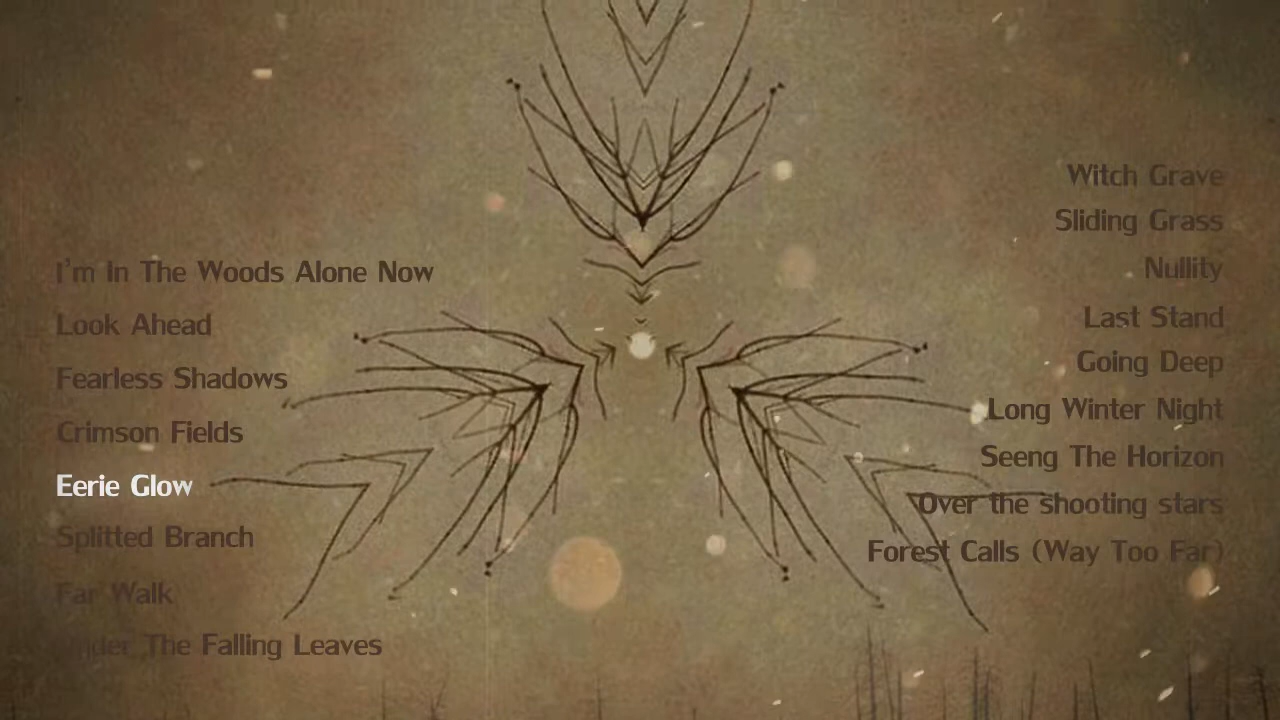 I'm In The Woods Alone Now
Look Ahead
Fearless Shadows
Crimson Fields
Eerie Glow
Splitted Branch
Far Walk
Under The Falling Leaves
Witch Grave
Sliding Grass
Nullity
Last Stand
Going Deep
Long Winter Night
Seeng The Horizon
Over the shooting stars
Forest Calls (Way Too Far)